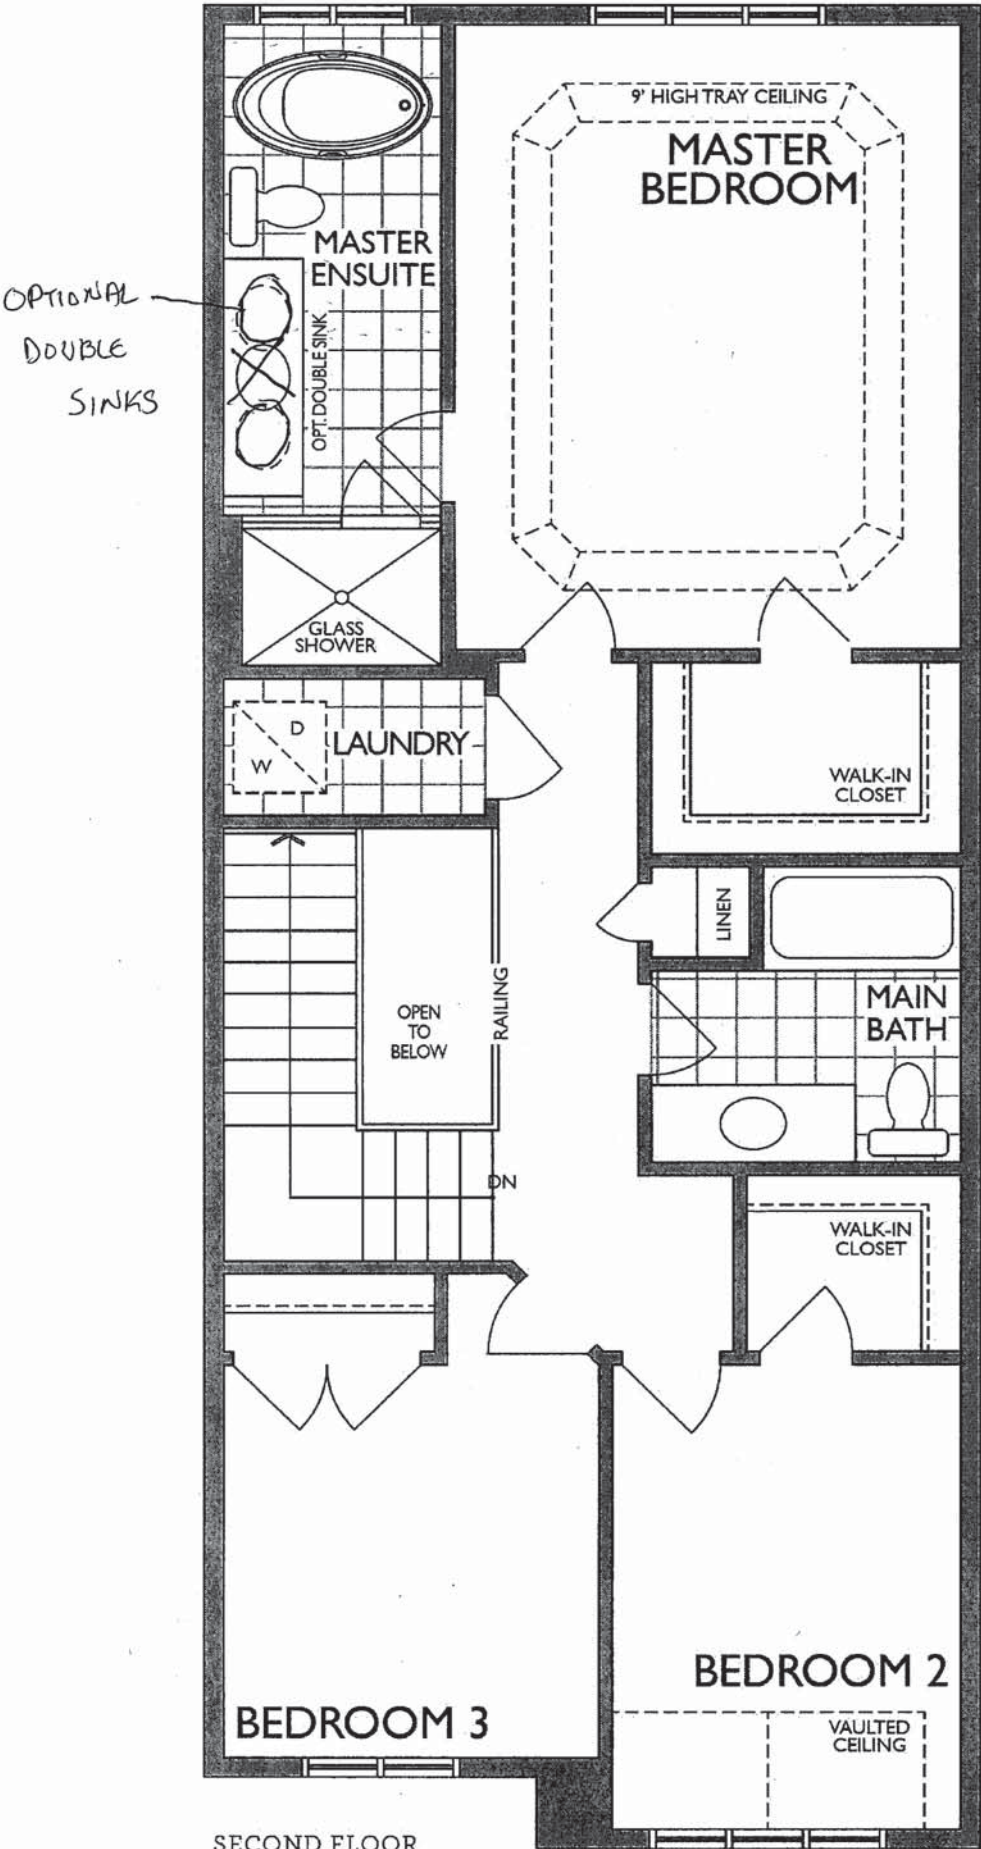 9' HIGH TRAY CEILING
MASTER
BEDROOM
MASTER
ENSUITE
OPTIONAL
DOUBLE
SINKS
OPT. DOUBLE SINK
GLASS
SHOWER
D
W
LAUNDRY
WALK-IN
CLOSET
LINEN
RAILING
OPEN
TO
BELOW
MAIN
BATH
DN
WALK-IN
CLOSET
BEDROOM 2
BEDROOM 3
VAULTED
CEILING
SECOND FLOOR